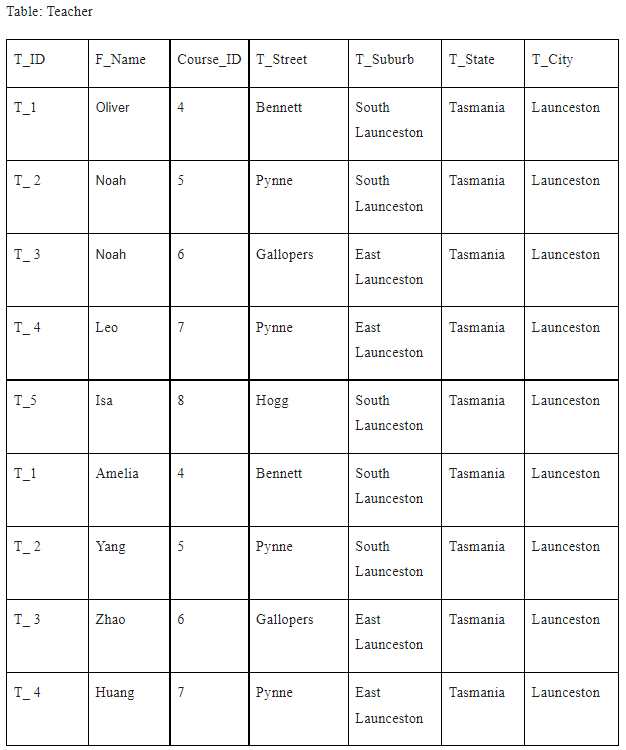 Table: Teacher
T_ID F_Name Course_ID T_Street T_Suburb T_State T_City
T_1 Oliver 4 Bennett South Launceston Tasmania Launceston
T_ 2 Noah 5 Pynne South Launceston Tasmania Launceston
T_ 3 Noah 6 Gallopers East Launceston Tasmania Launceston
T_ 4 Leo 7 Pynne East Launceston Tasmania Launceston
T_5 Isa 8 Hogg South Launceston Tasmania Launceston
T_1 Amelia 4 Bennett South Launceston Tasmania Launceston
T_ 2 Yang 5 Pynne South Launceston Tasmania Launceston
T_ 3 Zhao 6 Gallopers East Launceston Tasmania Launceston
T_ 4 Huang 7 Pynne East Launceston Tasmania Launceston